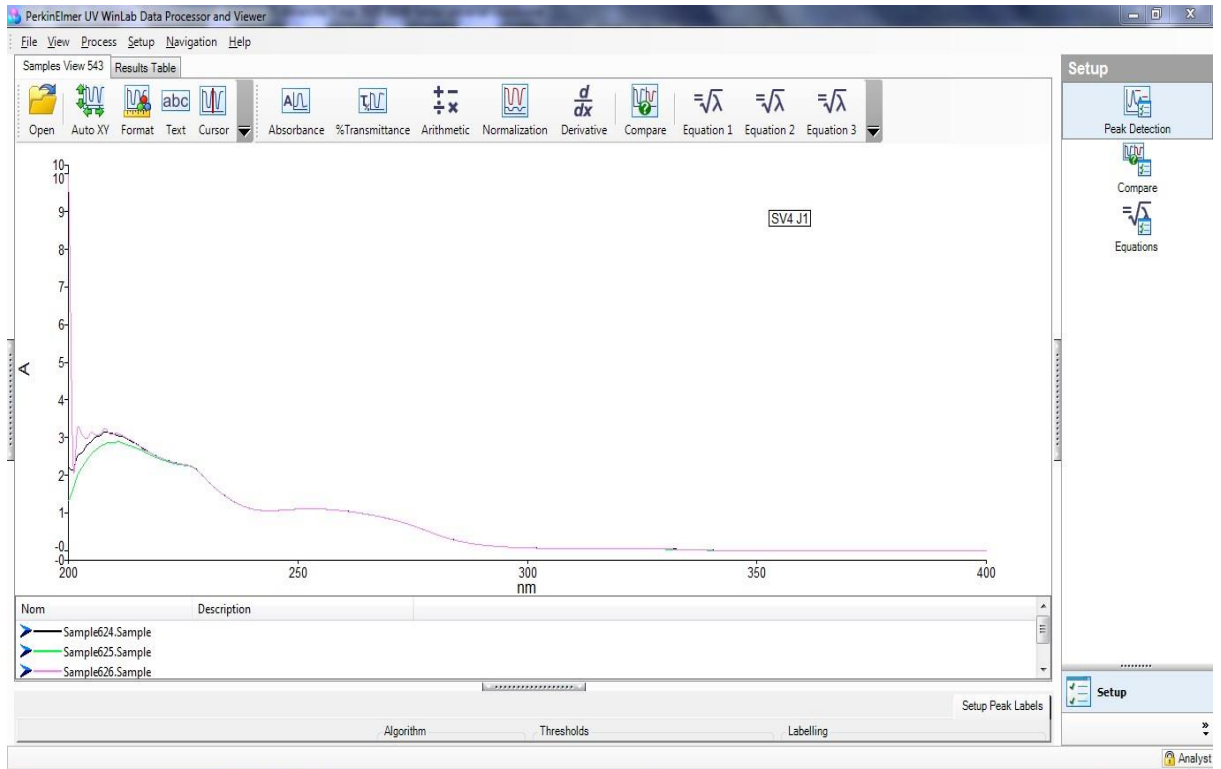 PerkinElmer UV WinLab Data Processor and Viewer
File View Process Setup Navigation Help
Samples View 543 Results Table
Open Auto XY Format Text Cursor Absorbance %Transmittance Arithmetic Normalization Derivative Compare Equation 1 Equation 2 Equation 3
Setup
Peak Detection
Compare
Equations
10
10
9
8
7
6
5
4
3
2
1
-0
-0
A
SV4 J1
200 250 300 350 400
nm
Nom Description
Sample624.Sample
Sample625.Sample
Sample626.Sample
Setup
Setup Peak Labels
Algorithm Thresholds Labelling
Analyst